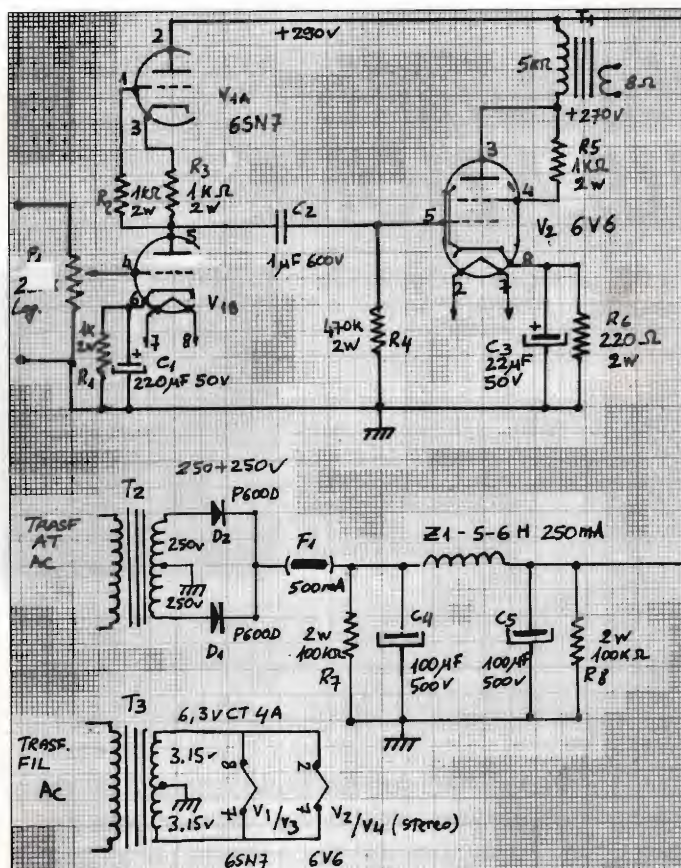 2
+290V
T1
5KΩ
8Ω
1
V1A
6SN7
3
+270V
R2
1KΩ
2W
R3
1KΩ
2W
3
R5
1KΩ
2W
4
5
C2
5
V2 6V6
P1
4
1µF 600V
8
Log.
6
V1B
2
7
1K
2W
7
8
470K
2W
R4
C3
22µF
50V
R6
220Ω
2W
R1
+
C1
220µF 50V
+
250+250V
T2
P600D
TRASF
AT
AC
250V
D2
F1
Z1-5-6 H 250mA
500mA
250V
P600D
D1
2W
100KΩ
R7
C4
100µF
500V
C5
100µF
500V
2W
100KΩ
R8
T3
6,3V CT 4A
TRASF.
FIL
AC
3.15V
8
2
3.15V
7
V1/V3
7
V2/V4 (STEREO)
6SN7
6V6